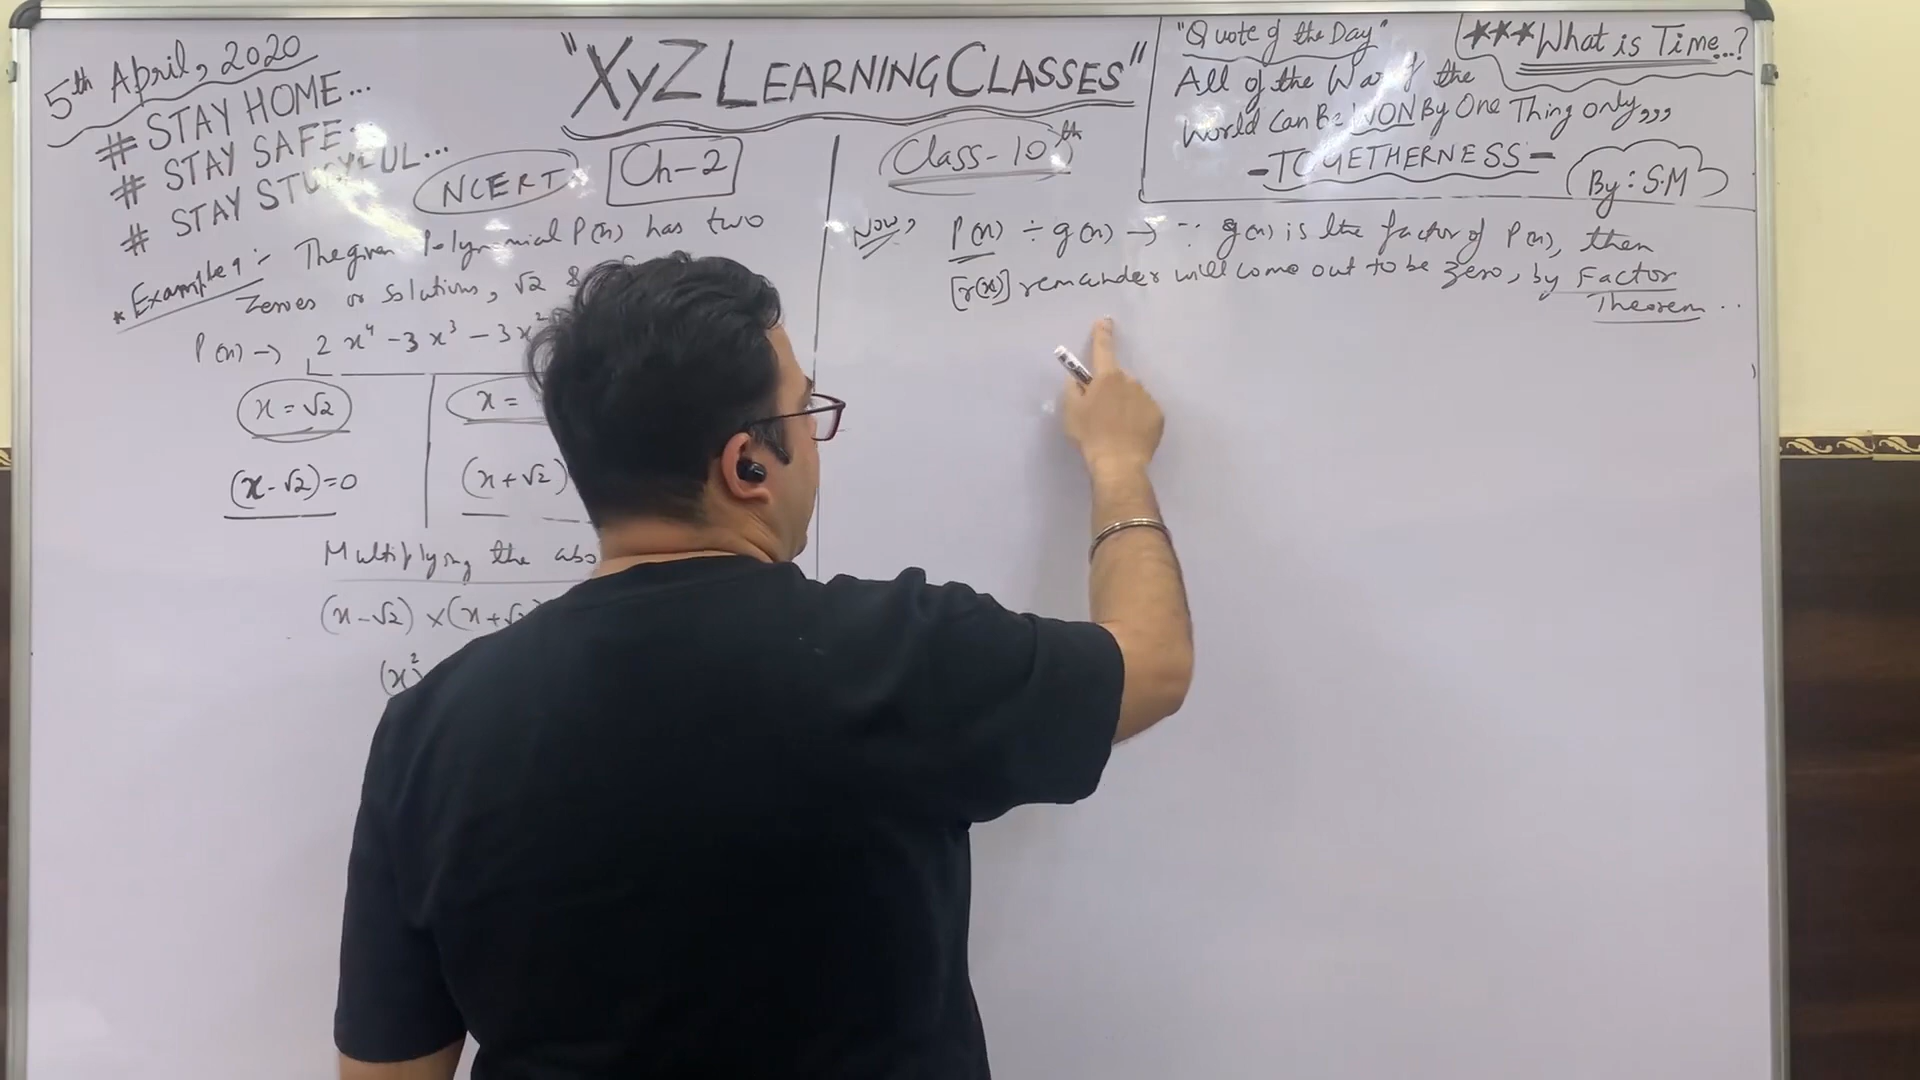 5th April, 2020
# STAY HOME...
# STAY SAFE
# STAY STUDYFUL...
"XyZ LEARNING CLASSES"
"Quote of the Day"
***What is Time...?
All of the War of the
World Can Be WON By One Thing only,,,
-TOGETHERNESS-
By: S.M
NCERT
Ch-2
Class-10th
* Example 9:- The given Polynomial P(x) has two
Zeroes or Solutions, √2 &
P(x) → 2x⁴ - 3x³ - 3x²
x = √2
x =
(x-√2)=0
(x+√2)
Multiplying the abo
(x-√2) × (x+√2)
(x)²
Now, P(x) ÷ g(x) → ∵ g(x) is the factor of P(x), then
[r(x)] remainder will come out to be zero, by Factor
Theorem..